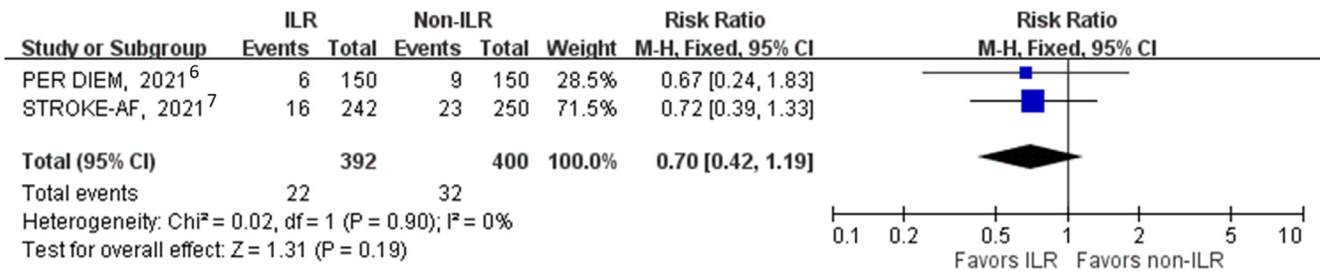 ILR Non-ILR Risk Ratio Risk Ratio
Study or Subgroup Events Total Events Total Weight M-H, Fixed, 95% CI M-H, Fixed, 95% CI
PER DIEM, 2021⁶ 6 150 9 150 28.5% 0.67 [0.24, 1.83]
STROKE-AF, 2021⁷ 16 242 23 250 71.5% 0.72 [0.39, 1.33]
Total (95% CI) 392 400 100.0% 0.70 [0.42, 1.19]
Total events 22 32
Heterogeneity: Chi² = 0.02, df = 1 (P = 0.90); I² = 0%
Test for overall effect: Z = 1.31 (P = 0.19)
0.1 0.2 0.5 1 2 5 10
Favors ILR Favors non-ILR